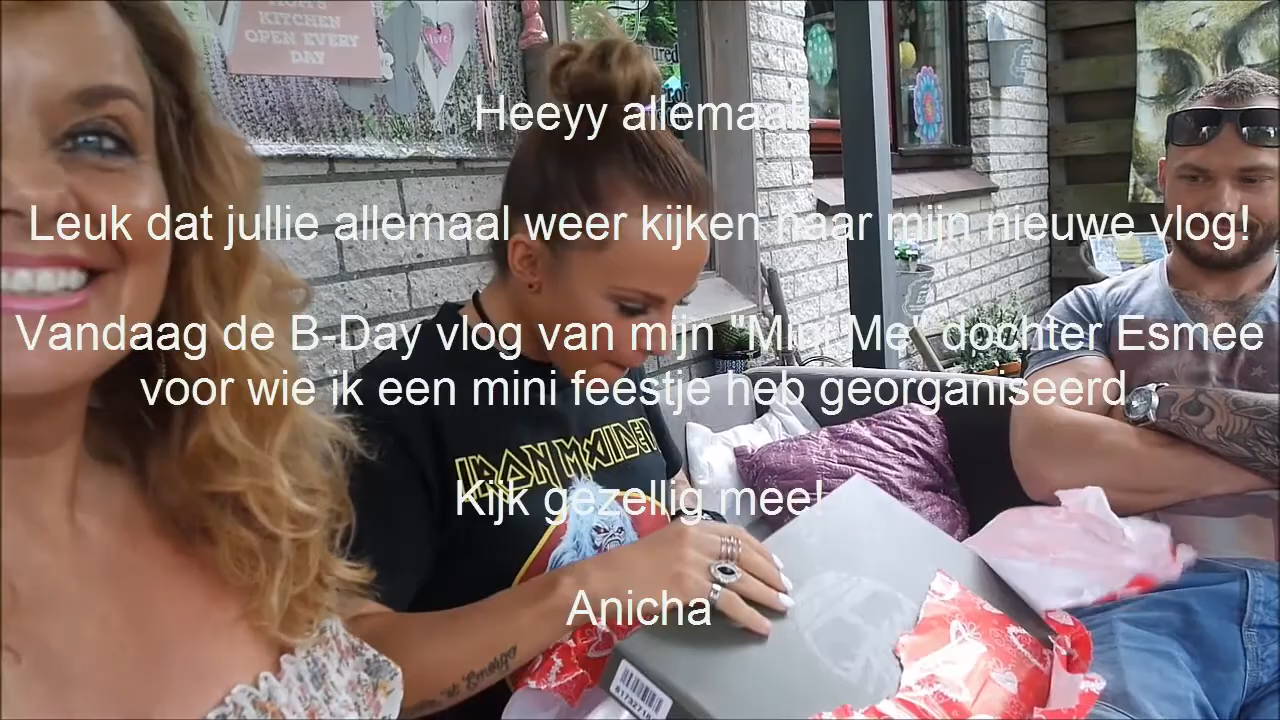 MOM'S
KITCHEN
OPEN EVERY
DAY
Heeyy allemaal
Leuk dat jullie allemaal weer kijken naar mijn nieuwe vlog!
Vandaag de B-Day vlog van mijn "Mini Me" dochter Esmee
voor wie ik een mini feestje heb georganiseerd
IRON MAIDEN
Kijk gezellig mee!
Anicha